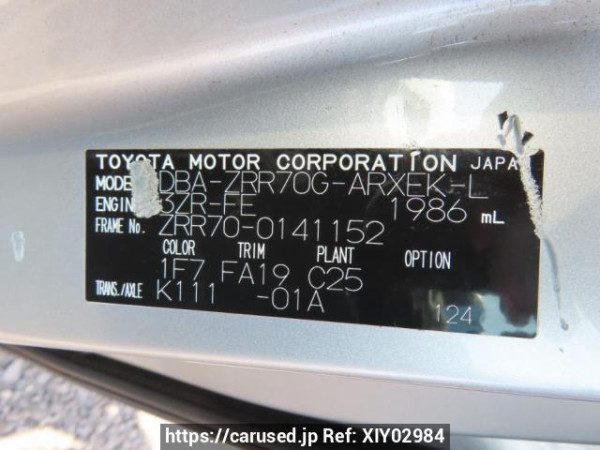 TOYOTA MOTOR CORPORATION JAPAN
MODEL DBA-ZRR70G-ARXEK-L
ENGINE 3ZR-FE 1986 mL
FRAME No. ZRR70-0141152
COLOR TRIM PLANT OPTION
1F7 FA19 C25
TRANS./AXLE K111 -01A
124
https://carused.jp Ref: XIY02984